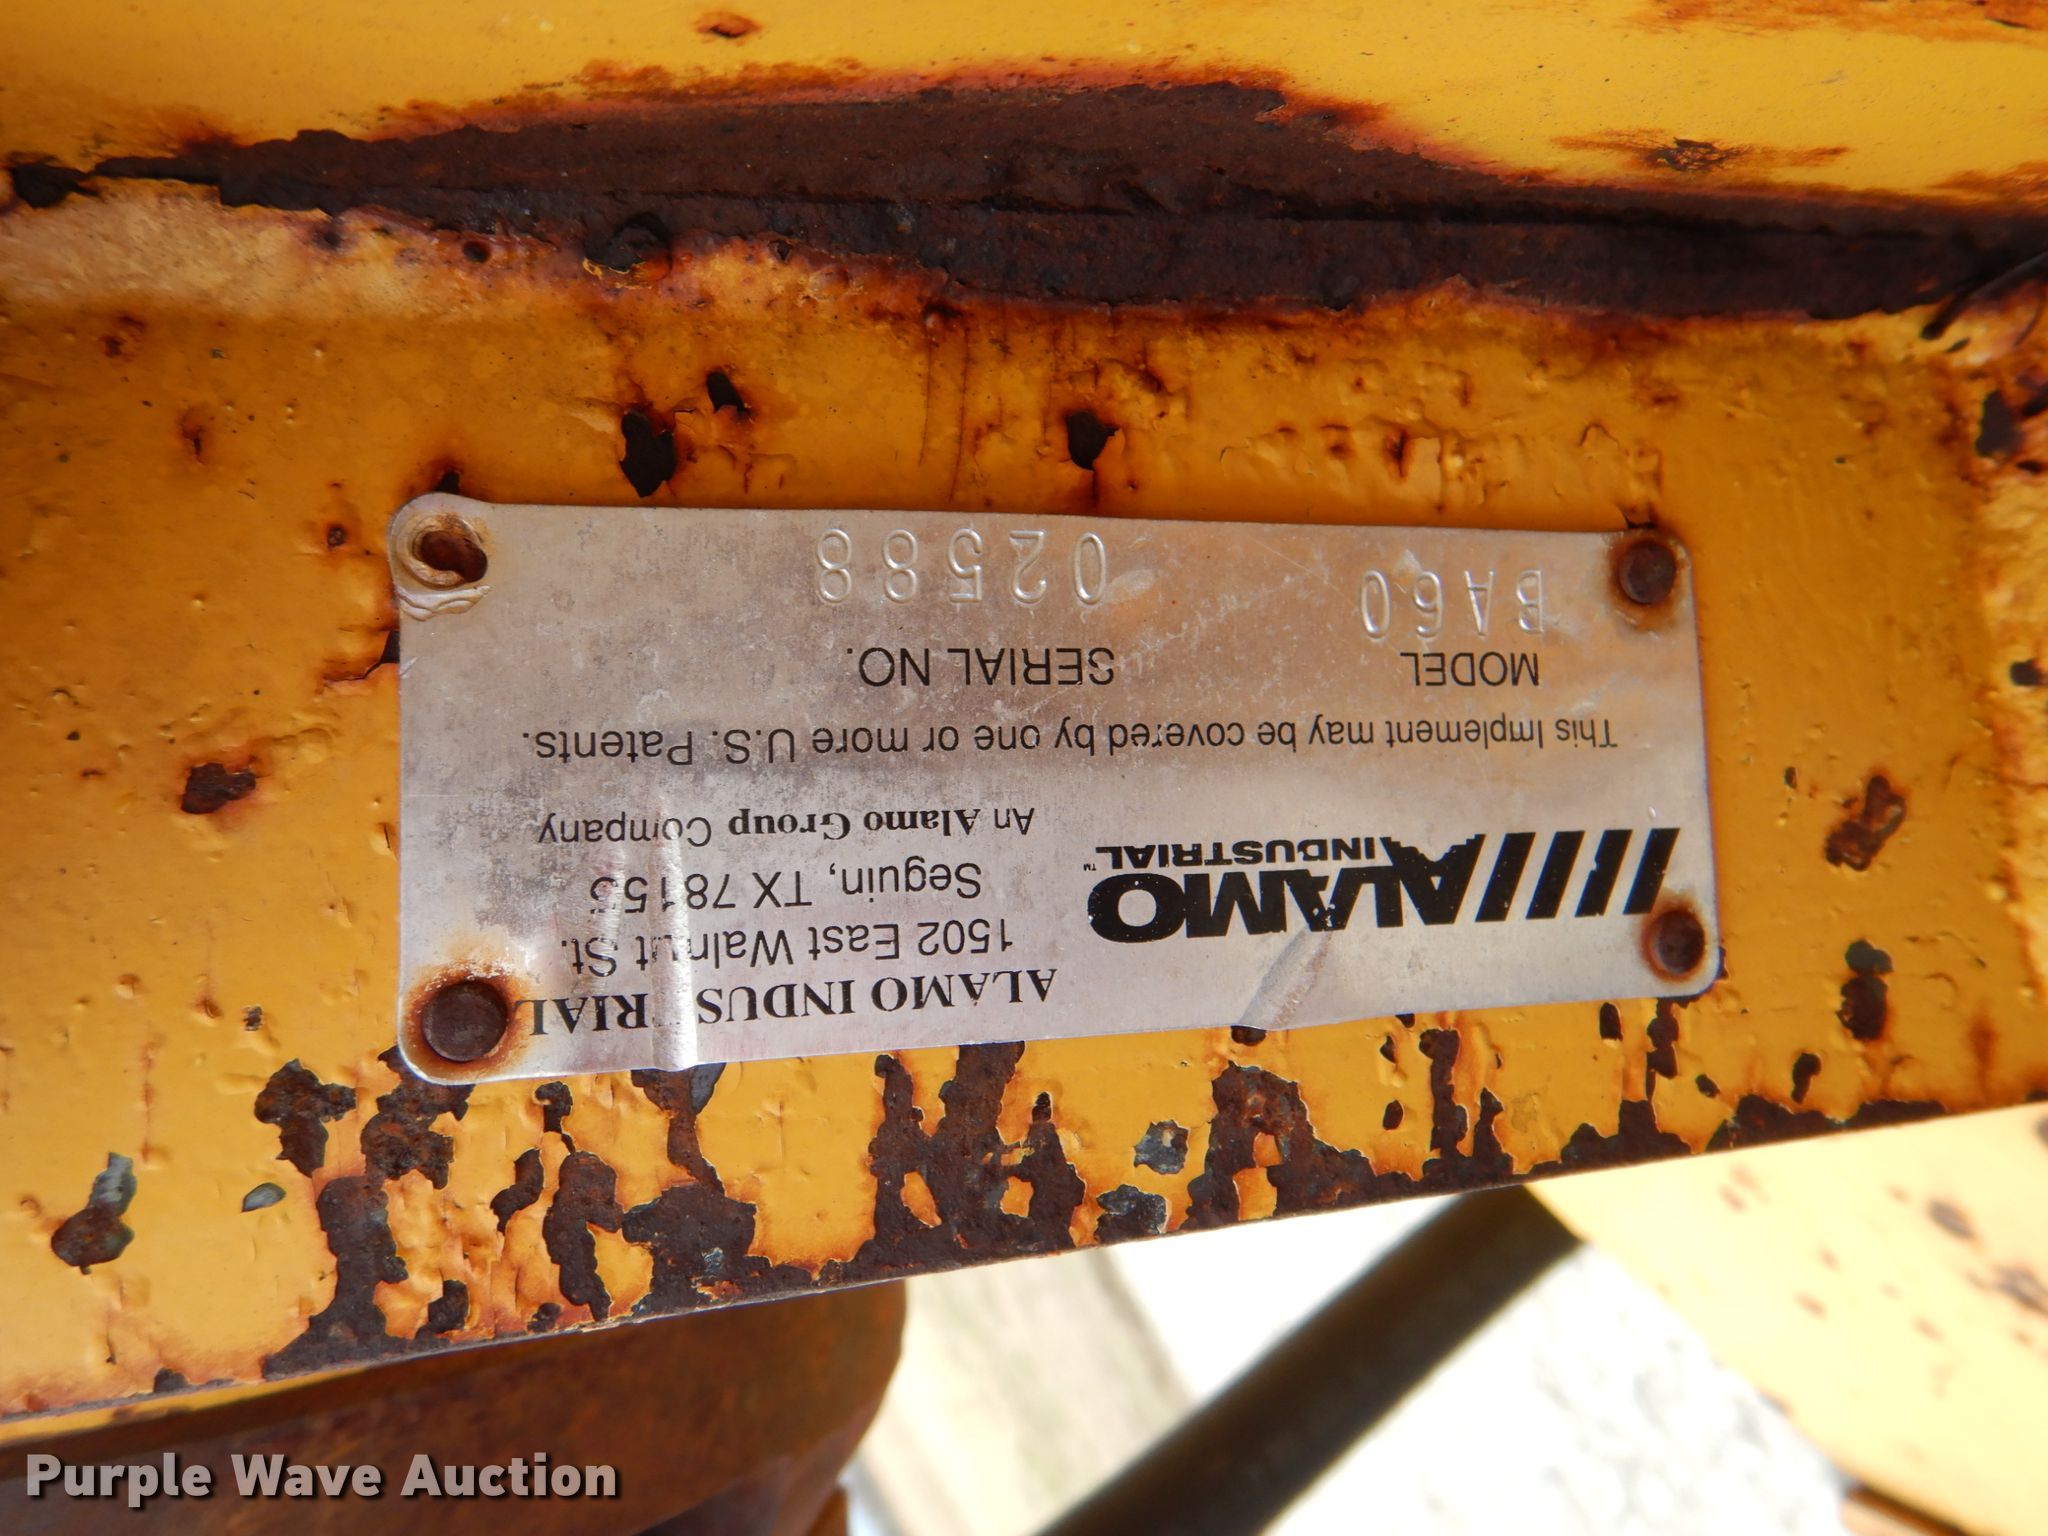 ALAMO INDUSTRIAL
1502 East Walnut St.
Seguin, TX 78155
An Alamo Group Company
ALAMO
INDUSTRIAL™
This Implement may be covered by one or more U.S. Patents.
MODEL SERIAL NO.
BA60 02588
Purple Wave Auction